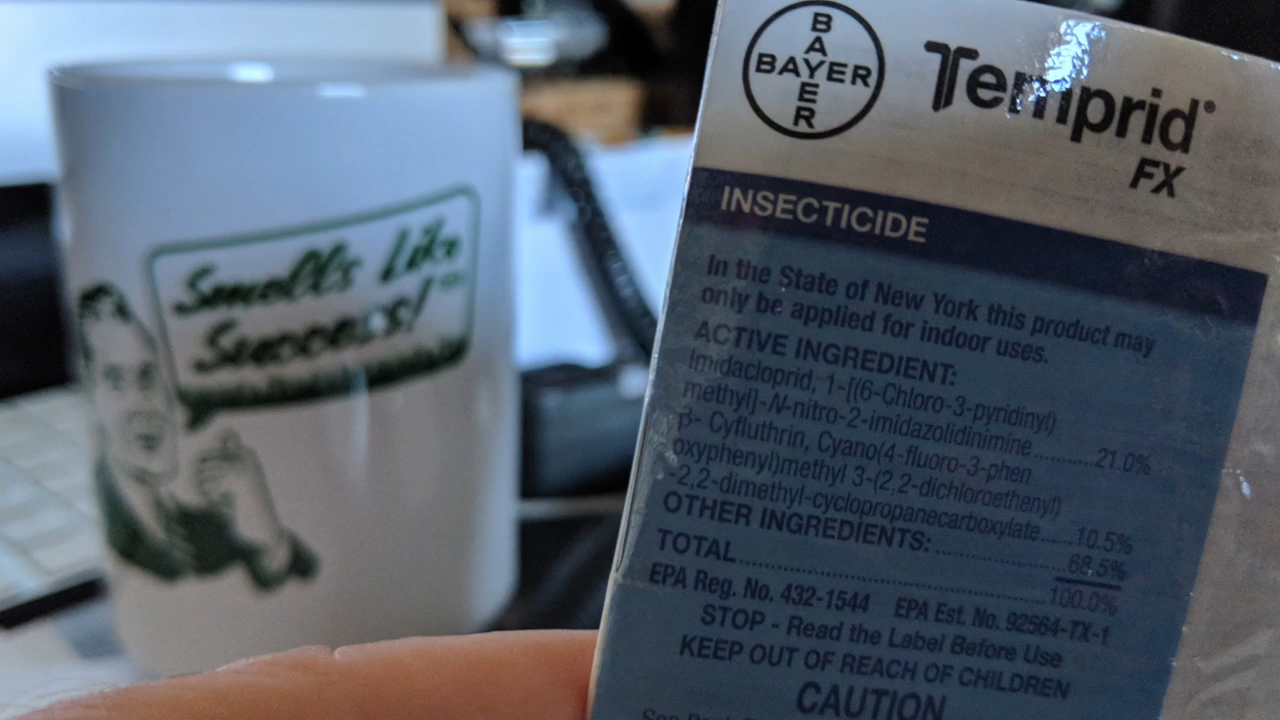 Smells Like
Success!
BAYER
BAYER
Temprid®
FX
INSECTICIDE
In the State of New York this product may
only be applied for indoor uses.
ACTIVE INGREDIENT:
Imidacloprid, 1-[(6-Chloro-3-pyridinyl)
methyl]-N-nitro-2-imidazolidinimine..........21.0%
β- Cyfluthrin, Cyano(4-fluoro-3-phen
oxyphenyl)methyl 3-(2,2-dichloroethenyl)
-2,2-dimethyl-cyclopropanecarboxylate.....10.5%
OTHER INGREDIENTS:......................68.5%
TOTAL.....................................................100.0%
EPA Reg. No. 432-1544 EPA Est. No. 92564-TX-1
STOP - Read the Label Before Use
KEEP OUT OF REACH OF CHILDREN
CAUTION